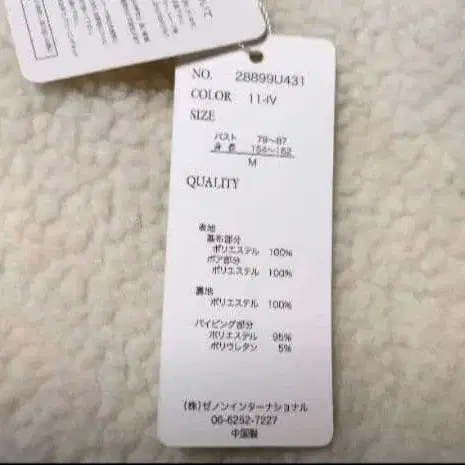 NO. 28899U431
COLOR 11-IV
SIZE
バスト 79～87
身長 154～162
M
QUALITY
表地
基布部分
ポリエステル 100%
ボア部分
ポリエステル 100%
裏地
ポリエステル 100%
パイピング部分
ポリエステル 95%
ポリウレタン 5%
(株)ゼノンインターナショナル
06-6252-7227
中国製